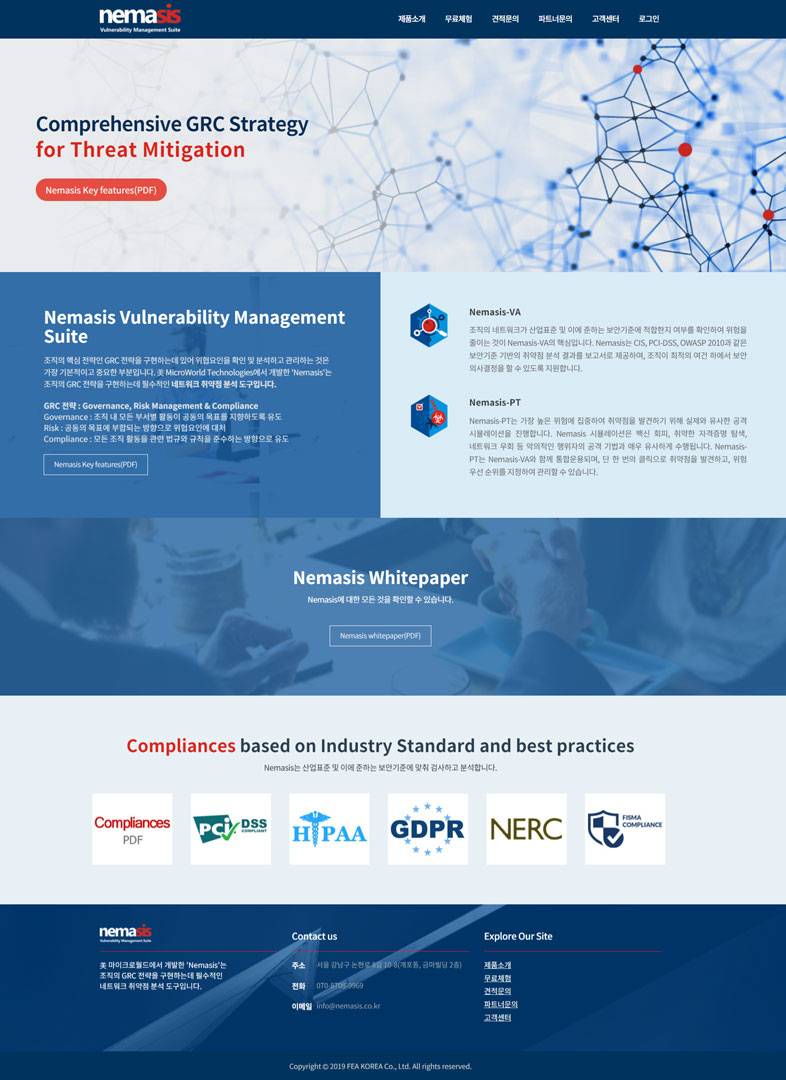 nemasis
Vulnerability Management Suite
제품소개 무료체험 견적문의 파트너문의 고객센터 로그인
Comprehensive GRC Strategy
for Threat Mitigation
Nemasis Key features(PDF)
Nemasis Vulnerability Management
Suite
조직의 핵심 전략인 GRC 전략을 구현하는데 있어 위협요인을 확인 및 분석하고 관리하는 것은
가장 기본적이고 중요한 부분입니다. 美 MicroWorld Technologies에서 개발한 'Nemasis'는
조직의 GRC 전략을 구현하는데 필수적인 네트워크 취약점 분석 도구입니다.
GRC 전략 : Governance, Risk Management & Compliance
Governance : 조직 내 모든 부서별 활동이 공동의 목표를 지향하도록 유도
Risk : 공동의 목표에 부합되는 방향으로 위협요인에 대처
Compliance : 모든 조직 활동을 관련 법규와 규칙을 준수하는 방향으로 유도
Nemasis Key features(PDF)
Nemasis-VA
조직의 네트워크가 산업표준 및 이에 준하는 보안기준에 적합한지 여부를 확인하여 위험을
줄이는 것이 Nemasis-VA의 핵심입니다. Nemasis는 CIS, PCI-DSS, OWASP 2010과 같은
보안기준 기반의 취약점 분석 결과를 보고서로 제공하여, 조직이 최적의 여건 하에서 보안
의사결정을 할 수 있도록 지원합니다.
Nemasis-PT
Nemasis-PT는 가장 높은 위험에 집중하여 취약점을 발견하기 위해 실제와 유사한 공격
시뮬레이션을 진행합니다. Nemasis 시뮬레이션은 백신 회피, 취약한 자격증명 탐색,
네트워크 우회 등 악의적인 행위자의 공격 기법과 매우 유사하게 수행됩니다. Nemasis-
PT는 Nemasis-VA와 함께 통합운용되며, 단 한 번의 클릭으로 취약점을 발견하고, 위험
우선 순위를 지정하여 관리할 수 있습니다.
Nemasis Whitepaper
Nemasis에 대한 모든 것을 확인할 수 있습니다.
Nemasis whitepaper(PDF)
Compliances based on Industry Standard and best practices
Nemasis는 산업표준 및 이에 준하는 보안기준에 맞춰 검사하고 분석합니다.
Compliances
PDF
PCI DSS
COMPLIANT
HIPAA
GDPR
NERC
FISMA
COMPLIANCE
nemasis
Vulnerability Management Suite
美 마이크로월드에서 개발한 'Nemasis'는
조직의 GRC 전략을 구현하는데 필수적인
네트워크 취약점 분석 도구입니다.
Contact us
주소 서울 강남구 논현로 8길 10-8(개포동, 금마빌딩 2층)
전화 070-8708-9969
이메일 info@nemasis.co.kr
Explore Our Site
제품소개
무료체험
견적문의
파트너문의
고객센터
Copyright © 2019 FEA KOREA Co., Ltd. All rights reserved.